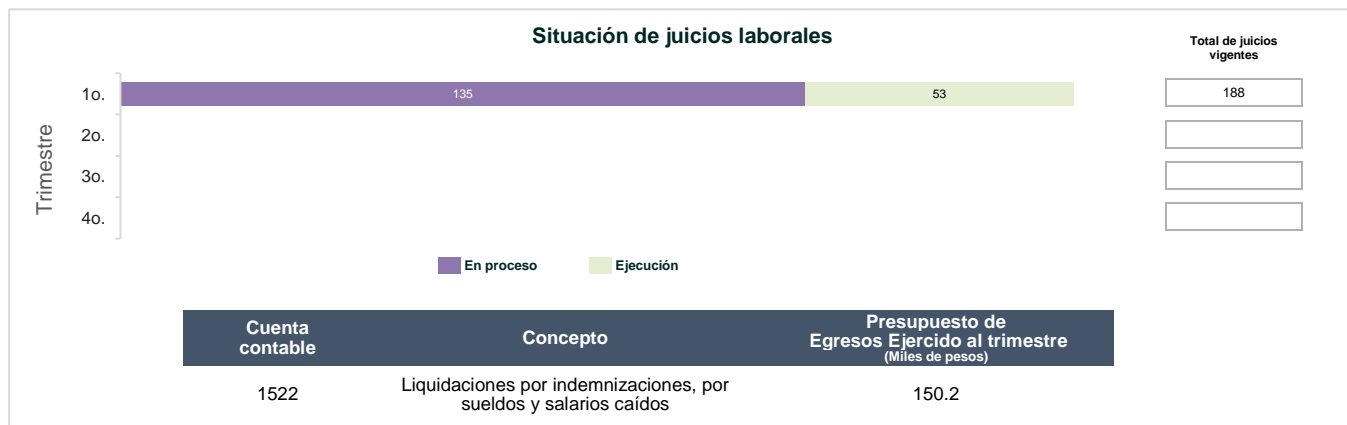 Situación de juicios laborales
Total de juicios
vigentes
Trimestre
1o.
135
53
188
2o.
3o.
4o.
En proceso
Ejecución
Cuenta
contable
Concepto
Presupuesto de
Egresos Ejercido al trimestre
(Miles de pesos)
1522
Liquidaciones por indemnizaciones, por
sueldos y salarios caídos
150.2